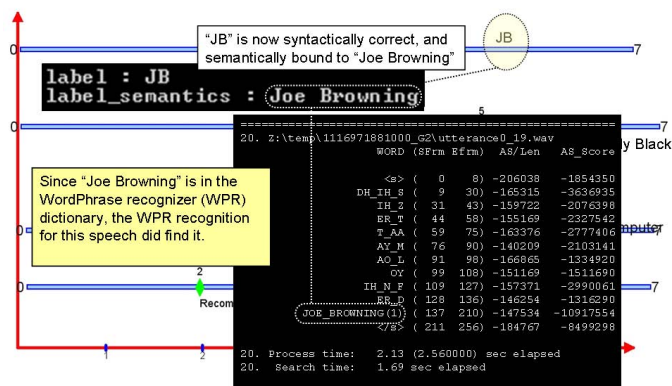 0
7
JB
"JB" is now syntactically correct, and
semantically bound to "Joe Browning"
label : JB
label_semantics : Joe Browning
0
5
7
ly Black
20. Z:\temp\1116971881000_G2\utterance0_19.wav
WORD (SFrm Efrm) AS/Len AS_Score
<s> ( 0 8) -206038 -1854350
DH_IH_S ( 9 30) -165315 -3636935
IH_Z ( 31 43) -159722 -2076398
ER_T ( 44 58) -155169 -2327542
T_AA ( 59 75) -163376 -2777406
AY_M ( 76 90) -140209 -2103141
AO_L ( 91 98) -166865 -1334920
OY ( 99 108) -151169 -1511690
IH_N_F ( 109 127) -157371 -2990061
ER_D ( 128 136) -146254 -1316290
JOE_BROWNING(1) ( 137 210) -147534 -10917554
</s> ( 211 256) -184767 -8499298
20. Process time: 2.13 (2.560000) sec elapsed
20. Search time: 1.69 sec elapsed
Since "Joe Browning" is in the
WordPhrase recognizer (WPR)
dictionary, the WPR recognition
for this speech did find it.
0
mputer
7
0
2
7
Recom
1
2